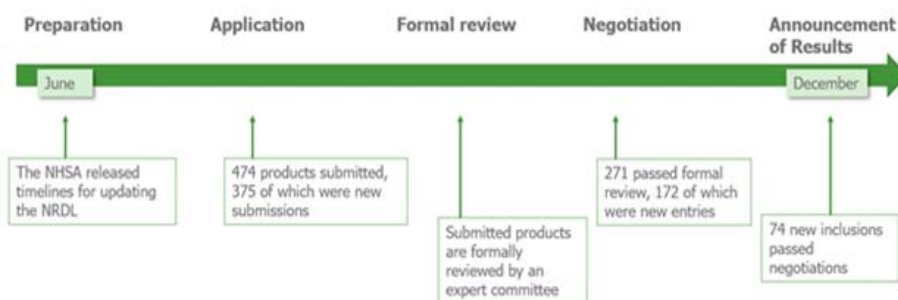 Preparation
Application
Formal review
Negotiation
Announcement
of Results
June
December
The NHSA released
timelines for updating
the NRDL
474 products submitted,
375 of which were new
submissions
Submitted products
are formally
reviewed by an
expert committee
271 passed formal
review, 172 of which
were new entries
74 new inclusions
passed
negotiations